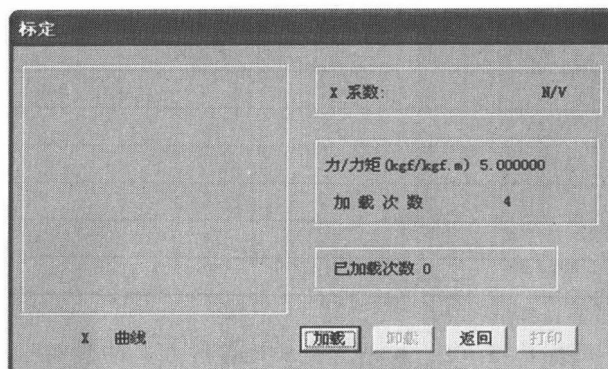 标定
X 系数: N/V
力/力矩(kgf/kgf.m) 5.000000
加 载 次 数 4
已加载次数 0
X 曲线
加载 卸载 返回 打印